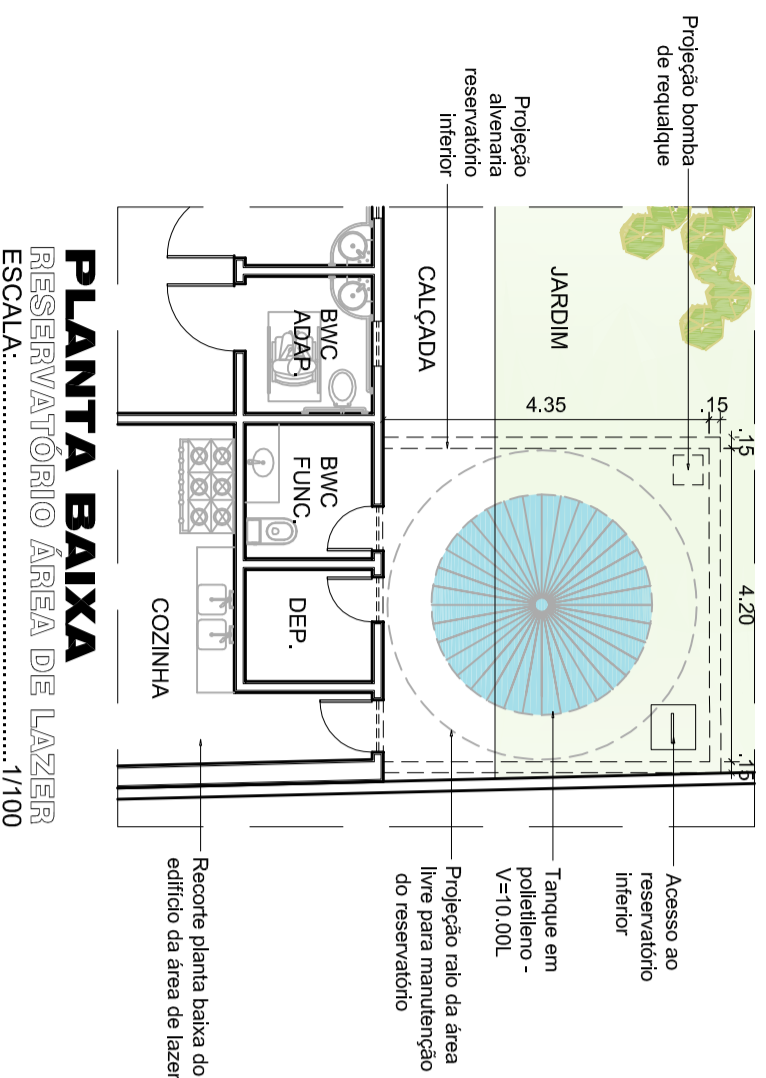 Projeção bomba
de requalque
Projeção
alvenaria
reservatório
inferior
JARDIM
CALÇADA
4.35
.15
.15
4.20
.15
BWC
ADAP.
BWC
FUNC.
DEP.
COZINHA
Acesso ao
reservatório
inferior
Tanque em
polietileno -
V=10.00L
Projeção raio da área
livre para manutenção
do reservatório
Recorte planta baixa do
edifício da área de lazer
PLANTA BAIXA
RESERVATÓRIO ÁREA DE LAZER
ESCALA:..........................1/100